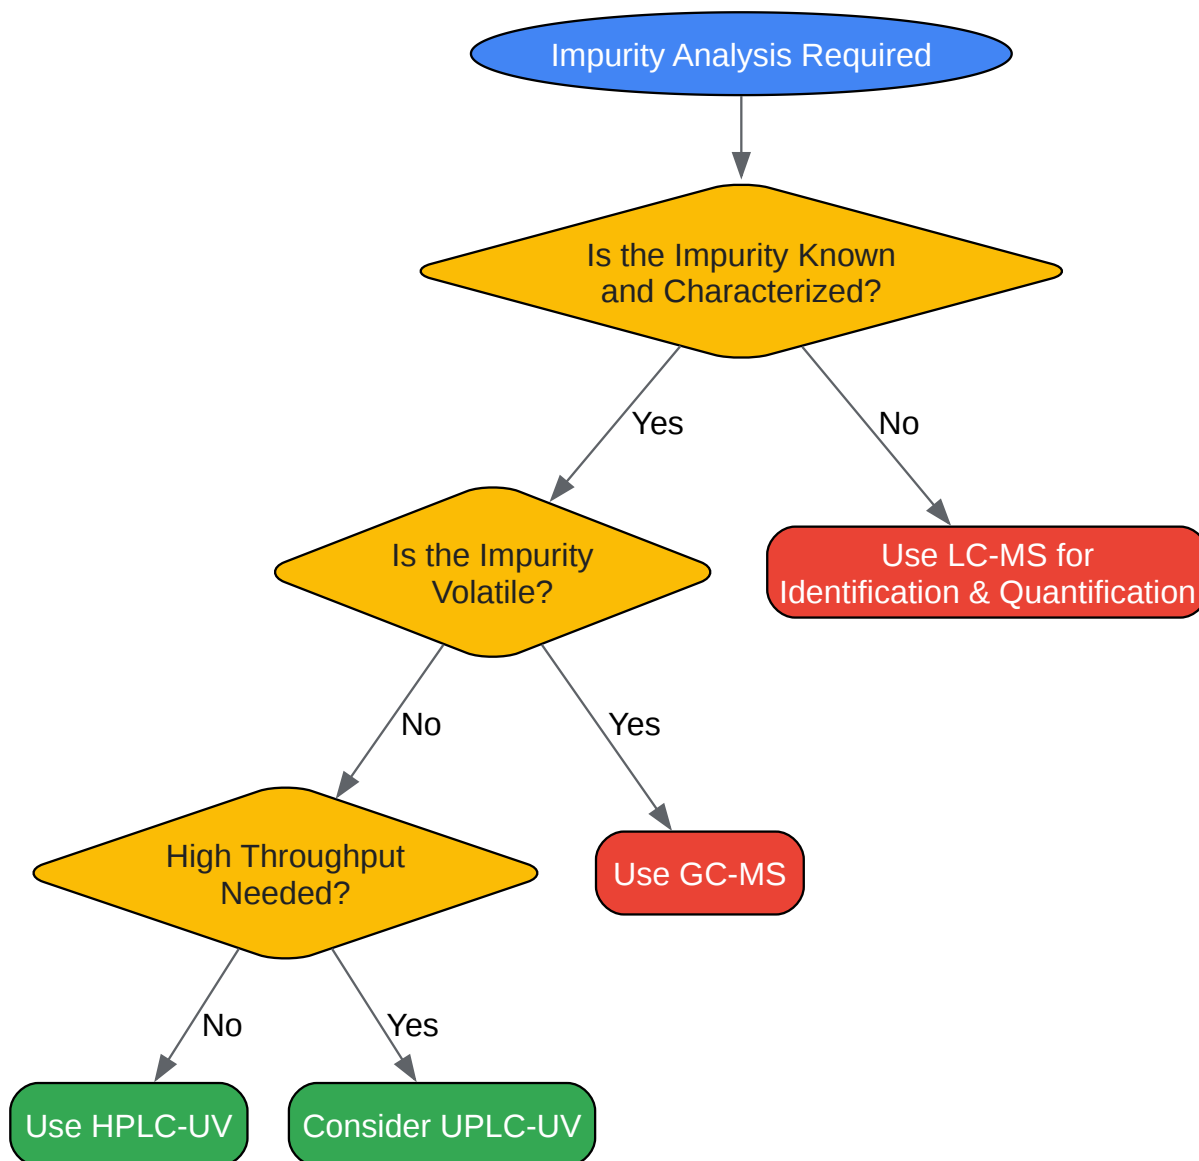 Impurity Analysis Required
Is the Impurity Known
and Characterized?
Yes
No
Is the Impurity
Volatile?
Use LC-MS for
Identification & Quantification
No
Yes
High Throughput
Needed?
Use GC-MS
No
Yes
Use HPLC-UV
Consider UPLC-UV